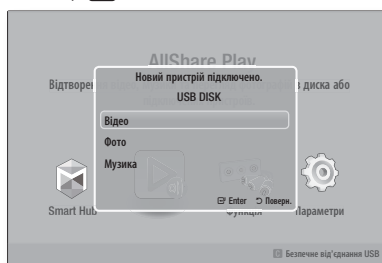 AllShare Play
Новий пристрій підключено.
Відтворе
в диска або
USB DISK
Відео
Фото
Музика
Enter Поверн.
Smart Hub
Функція
Параметри
Безпечне від'єднання USB